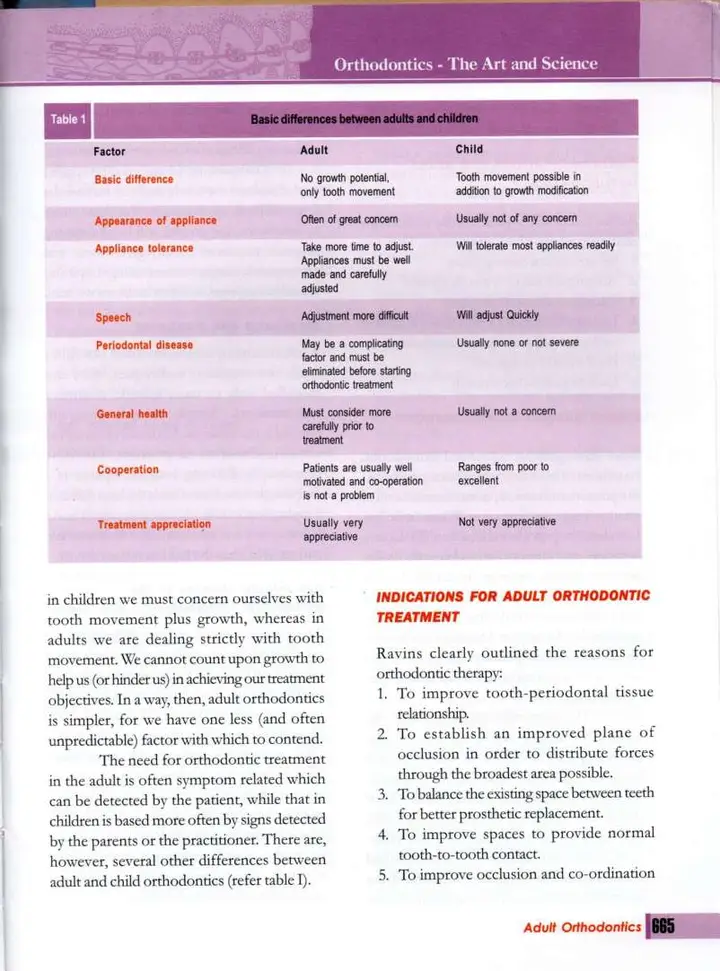 Orthodontics - The Art and Science
Table 1
Basic differences between adults and children
Factor Adult Child
Basic difference No growth potential, Tooth movement possible in
only tooth movement addition to growth modification
Appearance of appliance Often of great concern Usually not of any concern
Appliance tolerance Take more time to adjust. Will tolerate most appliances readily
Appliances must be well
made and carefully
adjusted
Speech Adjustment more difficult Will adjust Quickly
Periodontal disease May be a complicating Usually none or not severe
factor and must be
eliminated before starting
orthodontic treatment
General health Must consider more Usually not a concern
carefully prior to
treatment
Cooperation Patients are usually well Ranges from poor to
motivated and co-operation excellent
is not a problem
Treatment appreciation Usually very Not very appreciative
appreciative
in children we must concern ourselves with
tooth movement plus growth, whereas in
adults we are dealing strictly with tooth
movement. We cannot count upon growth to
help us (or hinder us) in achieving our treatment
objectives. In a way, then, adult orthodontics
is simpler, for we have one less (and often
unpredictable) factor with which to contend.
The need for orthodontic treatment
in the adult is often symptom related which
can be detected by the patient, while that in
children is based more often by signs detected
by the parents or the practitioner. There are,
however, several other differences between
adult and child orthodontics (refer table I).
INDICATIONS FOR ADULT ORTHODONTIC
TREATMENT
Ravins clearly outlined the reasons for
orthodontic therapy:
1. To improve tooth-periodontal tissue
relationship.
2. To establish an improved plane of
occlusion in order to distribute forces
through the broadest area possible.
3. To balance the existing space between teeth
for better prosthetic replacement.
4. To improve spaces to provide normal
tooth-to-tooth contact.
5. To improve occlusion and co-ordination
Adult Orthodontics 665